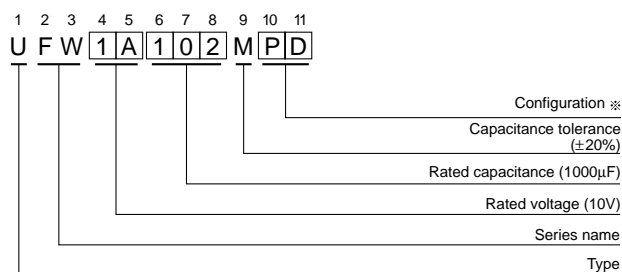 1 2 3 4 5 6 7 8 9 10 11
U F W 1 A 1 0 2 M P D
Configuration ※
Capacitance tolerance
(±20%)
Rated capacitance (1000µF)
Rated voltage (10V)
Series name
Type